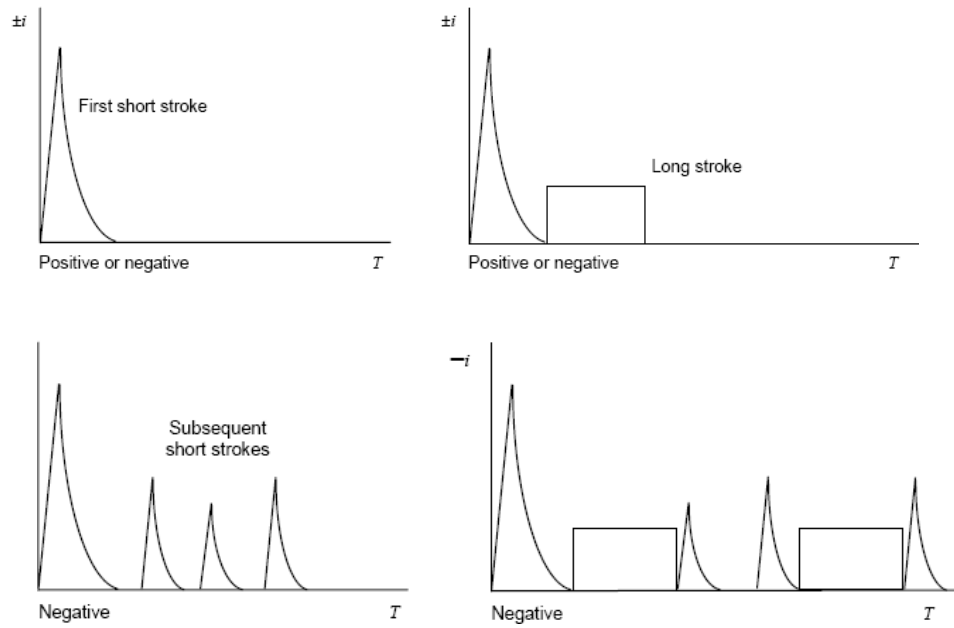 ±i
First short stroke
Positive or negative
T
±i
Long stroke
Positive or negative
T
Subsequent
short strokes
Negative
T
−i
Negative
T